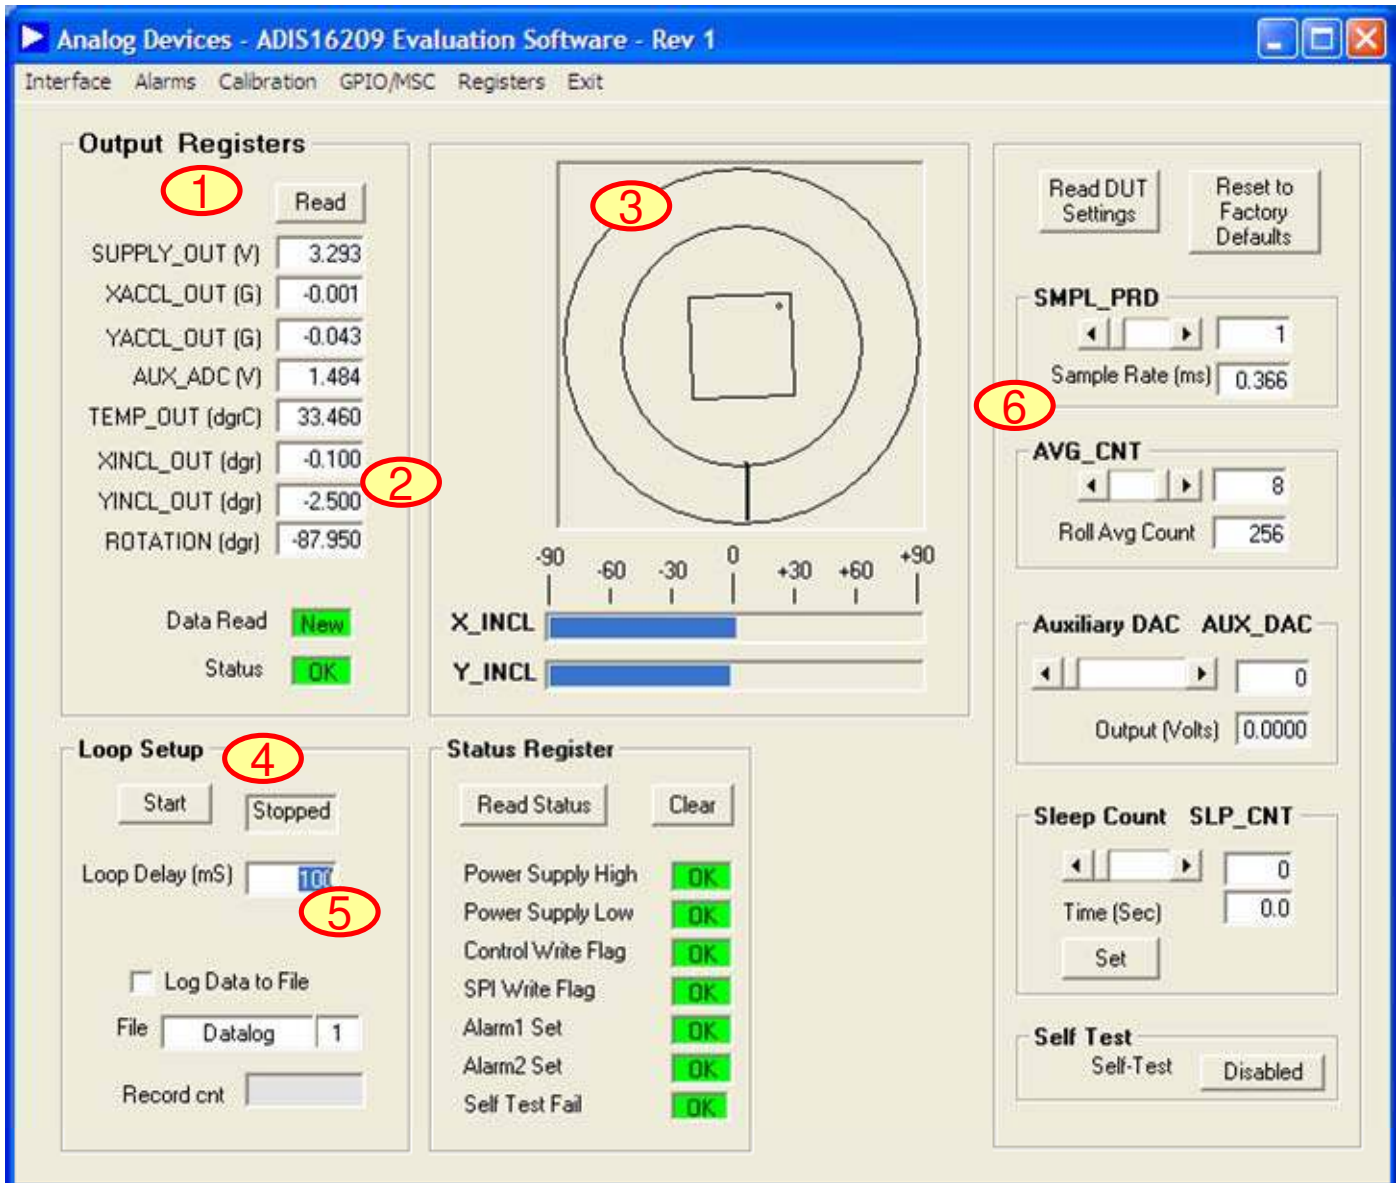 Analog Devices - ADIS16209 Evaluation Software - Rev 1
Interface Alarms Calibration GPIO/MSC Registers Exit
Output Registers
1
Read
SUPPLY_OUT (V) 3.293
XACCL_OUT (G) -0.001
YACCL_OUT (G) -0.043
AUX_ADC (V) 1.484
TEMP_OUT (dgrC) 33.460
XINCL_OUT (dgr) -0.100
2
YINCL_OUT (dgr) -2.500
ROTATION (dgr) -87.950
Data Read New
Status OK
3
-90 -60 -30 0 +30 +60 +90
X_INCL
Y_INCL
Loop Setup
4
Start Stopped
Loop Delay (mS) 100
5
Log Data to File
File Datalog 1
Record cnt
Status Register
Read Status Clear
Power Supply High OK
Power Supply Low OK
Control Write Flag OK
SPI Write Flag OK
Alarm1 Set OK
Alarm2 Set OK
Self Test Fail OK
Read DUT
Settings
Reset to
Factory
Defaults
SMPL_PRD
1
Sample Rate (ms) 0.366
6
AVG_CNT
8
Roll Avg Count 256
Auxiliary DAC AUX_DAC
0
Output (Volts) 0.0000
Sleep Count SLP_CNT
0
Time (Sec) 0.0
Set
Self Test
Self-Test Disabled